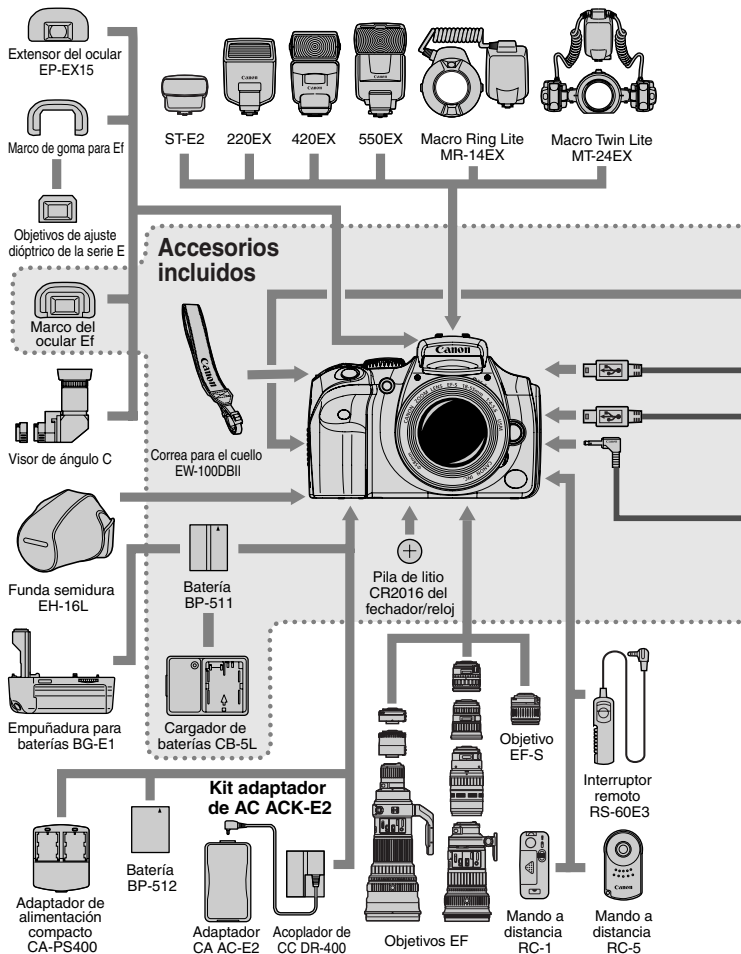 Extensor del ocular
EP-EX15
Marco de goma para Ef
Objetivos de ajuste
dióptrico de la serie E
Marco del
ocular Ef
Visor de ángulo C
Funda semidura
EH-16L
Empuñadura para
baterías BG-E1
Adaptador de
alimentación
compacto
CA-PS400
ST-E2
220EX
420EX
550EX
Macro Ring Lite
MR-14EX
Macro Twin Lite
MT-24EX
Accesorios
incluidos
Canon
Correa para el cuello
EW-100DBII
Canon
Batería
BP-511
Pila de litio
CR2016 del
fechador/reloj
Cargador de
baterías CB-5L
Kit adaptador
de AC ACK-E2
Batería
BP-512
Adaptador
CA AC-E2
Acoplador de
CC DR-400
Objetivos EF
Objetivo
EF-S
Interruptor
remoto
RS-60E3
Mando a
distancia
RC-1
Canon
Mando a
distancia
RC-5